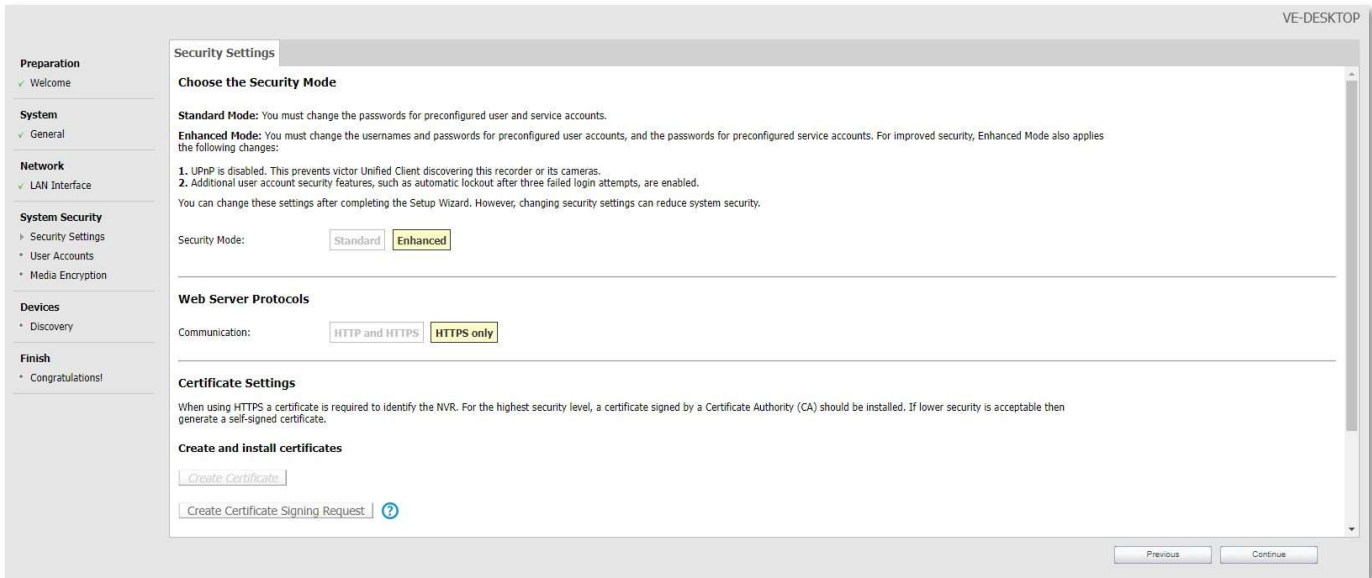 VE-DESKTOP
Preparation
Welcome
System
General
Network
LAN Interface
System Security
Security Settings
User Accounts
Media Encryption
Devices
Discovery
Finish
Congratulations!
Security Settings
Choose the Security Mode
Standard Mode: You must change the passwords for preconfigured user and service accounts.
Enhanced Mode: You must change the usernames and passwords for preconfigured user accounts, and the passwords for preconfigured service accounts. For improved security, Enhanced Mode also applies
the following changes:
1. UPnP is disabled. This prevents victor Unified Client discovering this recorder or its cameras.
2. Additional user account security features, such as automatic lockout after three failed login attempts, are enabled.
You can change these settings after completing the Setup Wizard. However, changing security settings can reduce system security.
Security Mode: Standard Enhanced
Web Server Protocols
Communication: HTTP and HTTPS HTTPS only
Certificate Settings
When using HTTPS a certificate is required to identify the NVR. For the highest security level, a certificate signed by a Certificate Authority (CA) should be installed. If lower security is acceptable then
generate a self-signed certificate.
Create and install certificates
Create Certificate
Create Certificate Signing Request ?
Previous Continue